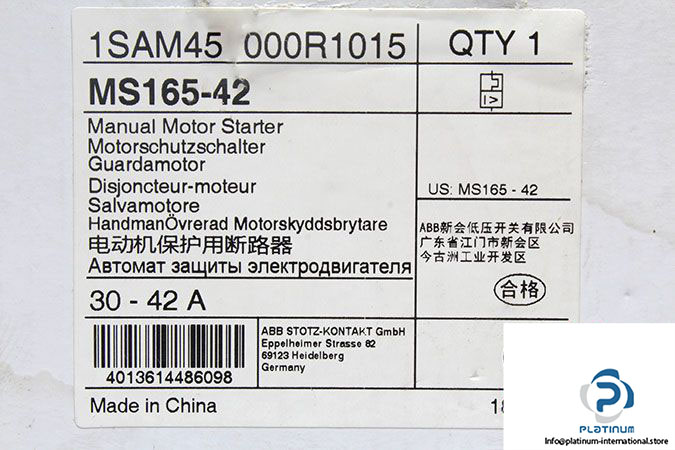 1SAM45 000R1015
QTY 1
MS165-42
I>
Manual Motor Starter
Motorschutzschalter
Guardamotor
Disjoncteur-moteur
Salvamotore
HandmanÖvrerad Motorskyddsbrytare
电动机保护用断路器
Автомат защиты электродвигателя
US: MS165 - 42
ABB新会低压开关有限公司
广东省江门市新会区
今古洲工业开发区
合格
30 - 42 A
4013614486098
ABB STOTZ-KONTAKT GmbH
Eppelheimer Strasse 82
69123 Heidelberg
Germany
Made in China
18
PLATINUM
Info@platinum-international.store